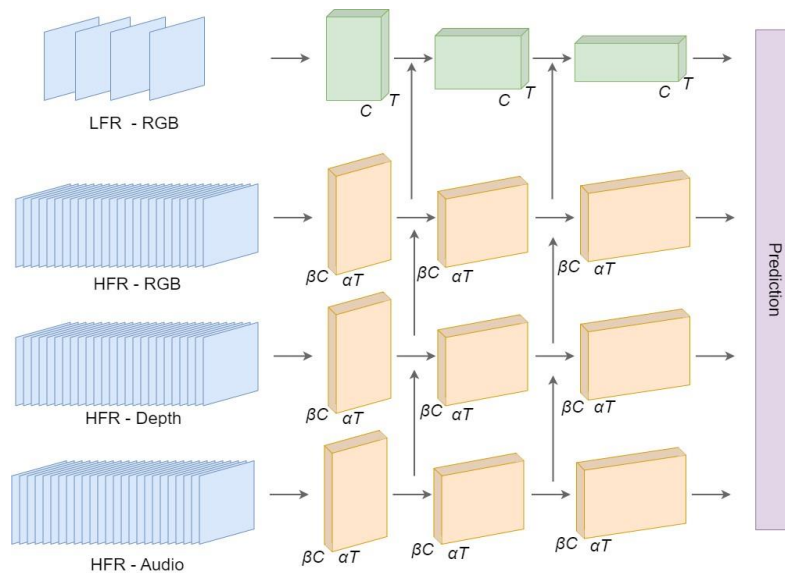 C T
C T
C T
LFR - RGB
βC αT
βC αT
βC αT
HFR - RGB
Prediction
βC αT
βC αT
βC αT
HFR - Depth
βC αT
βC αT
βC αT
HFR - Audio